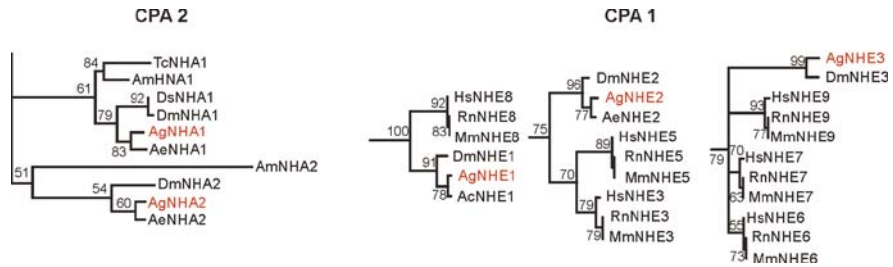 CPA 2
CPA 1
84
TcNHA1
AmHNA1
61
92
DsNHA1
DmNHA1
79
AgNHA1
83
AeNHA1
51
AmNHA2
54
DmNHA2
60
AgNHA2
AeNHA2
100
92
HsNHE8
RnNHE8
83
MmNHE8
91
DmNHE1
AgNHE1
78
AcNHE1
75
96
DmNHE2
AgNHE2
77
AeNHE2
89
HsNHE5
RnNHE5
MmNHE5
70
HsNHE3
79
RnNHE3
79
MmNHE3
99
AgNHE3
DmNHE3
HsNHE9
93
RnNHE9
77
MmNHE9
70
79
HsNHE7
RnNHE7
63
MmNHE7
HsNHE6
55
RnNHE6
73
MmNHE6